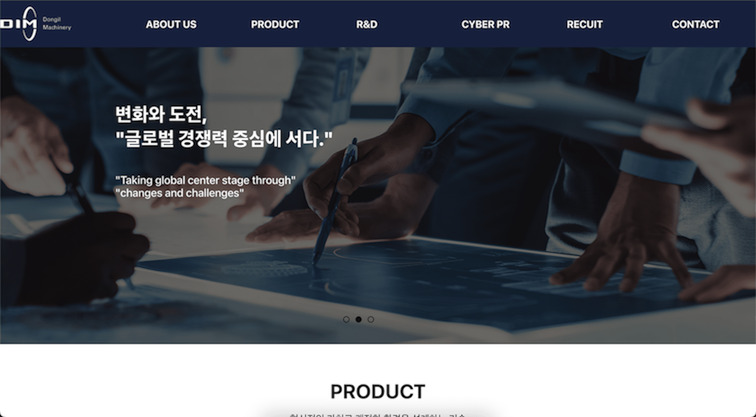 DIM
Dongil
Machinery
ABOUT US
PRODUCT
R&D
CYBER PR
RECUIT
CONTACT
변화와 도전,
"글로벌 경쟁력 중심에 서다."
"Taking global center stage through"
"changes and challenges"
PRODUCT